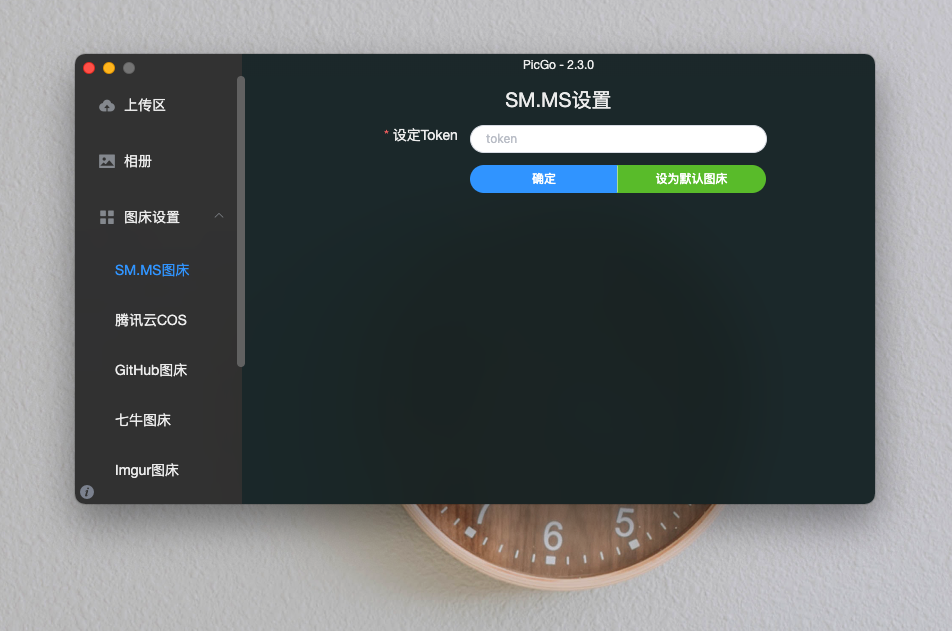 PicGo - 2.3.0
上传区
相册
图床设置
SM.MS图床
腾讯云COS
GitHub图床
七牛图床
Imgur图床
SM.MS设置
* 设定Token
token
确定
设为默认图床
7
6
5